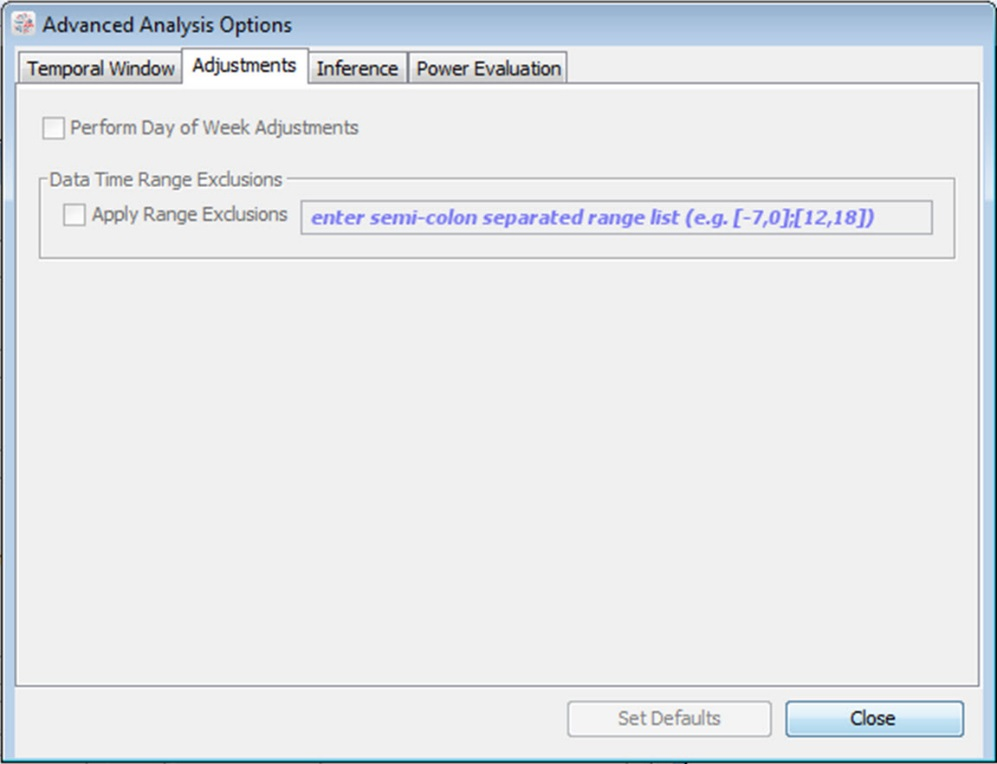 Advanced Analysis Options
Temporal Window Adjustments Inference Power Evaluation
Perform Day of Week Adjustments
Data Time Range Exclusions
Apply Range Exclusions enter semi-colon separated range list (e.g. [-7,0];[12,18])
Set Defaults Close